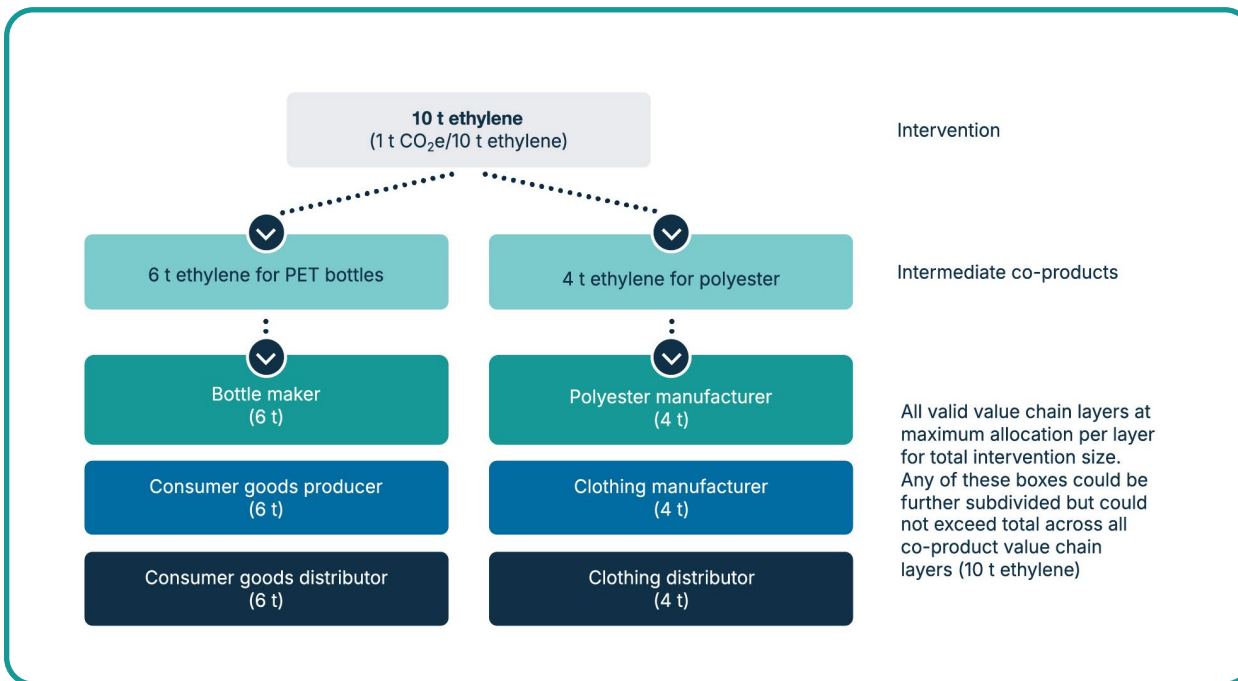 10 t ethylene
(1 t CO₂e/10 t ethylene)
Intervention
6 t ethylene for PET bottles
4 t ethylene for polyester
Intermediate co-products
Bottle maker
(6 t)
Polyester manufacturer
(4 t)
Consumer goods producer
(6 t)
Clothing manufacturer
(4 t)
Consumer goods distributor
(6 t)
Clothing distributor
(4 t)
All valid value chain layers at
maximum allocation per layer
for total intervention size.
Any of these boxes could be
further subdivided but could
not exceed total across all
co-product value chain
layers (10 t ethylene)